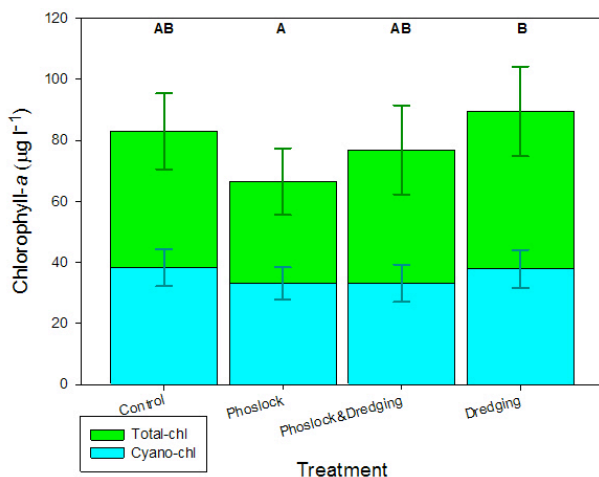 120
100
80
60
40
20
0
Chlorophyll-a (µg l-1)
AB A AB B
Control Phoslock Phoslock&Dredging Dredging
Total-chl
Cyano-chl
Treatment